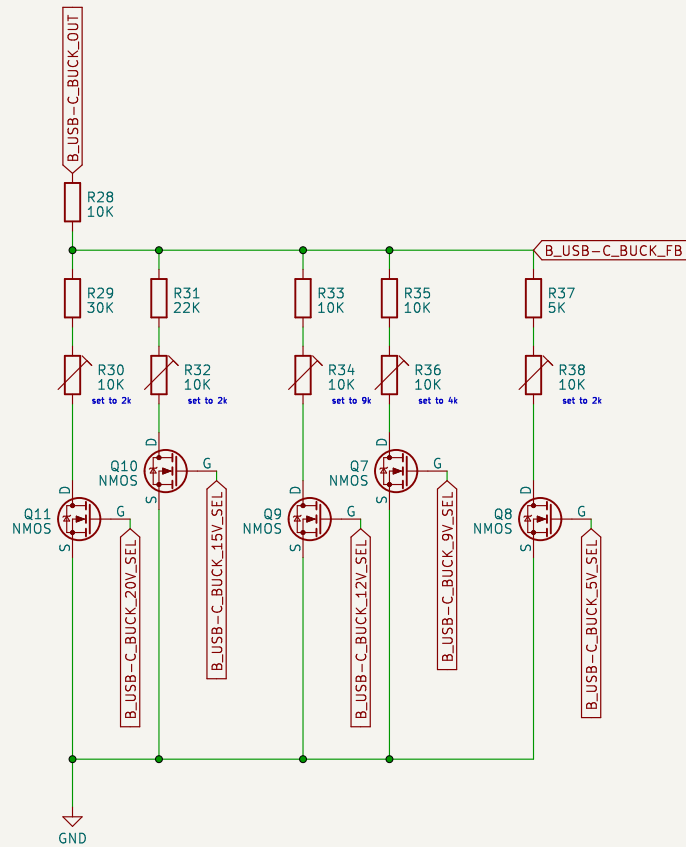 B_USB-C_BUCK_OUT
R28
10K
B_USB-C_BUCK_FB
R29
30K
R31
22K
R33
10K
R35
10K
R37
5K
R30
10K
set to 2k
R32
10K
set to 2k
R34
10K
set to 9k
R36
10K
set to 4k
R38
10K
set to 2k
Q10
NMOS
D
G
S
Q7
NMOS
D
G
S
Q11
NMOS
D
G
S
Q9
NMOS
D
G
S
Q8
NMOS
D
G
S
B_USB-C_BUCK_20V_SEL
B_USB-C_BUCK_15V_SEL
B_USB-C_BUCK_12V_SEL
B_USB-C_BUCK_9V_SEL
B_USB-C_BUCK_5V_SEL
GND